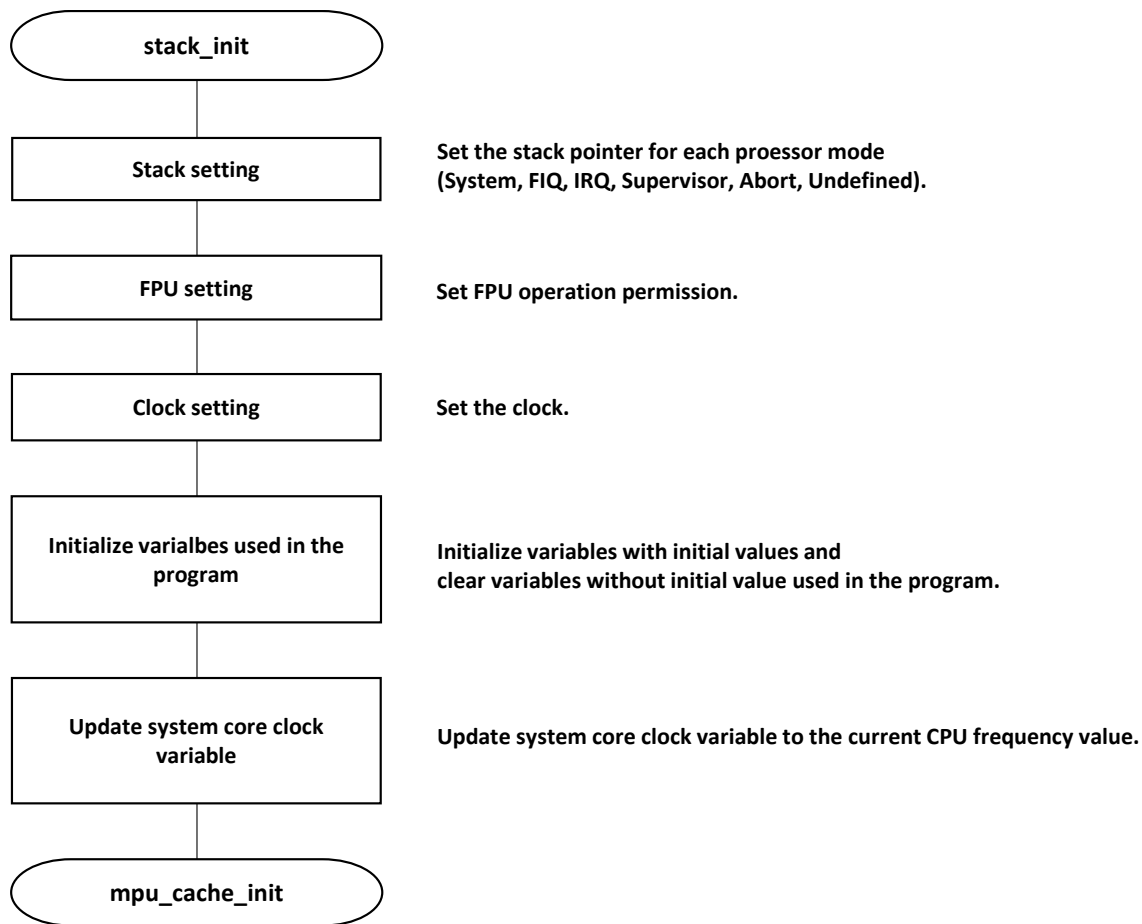 stack_init
Stack setting
Set the stack pointer for each proessor mode
(System, FIQ, IRQ, Supervisor, Abort, Undefined).
FPU setting
Set FPU operation permission.
Clock setting
Set the clock.
Initialize varialbes used in the
program
Initialize variables with initial values and
clear variables without initial value used in the program.
Update system core clock
variable
Update system core clock variable to the current CPU frequency value.
mpu_cache_init